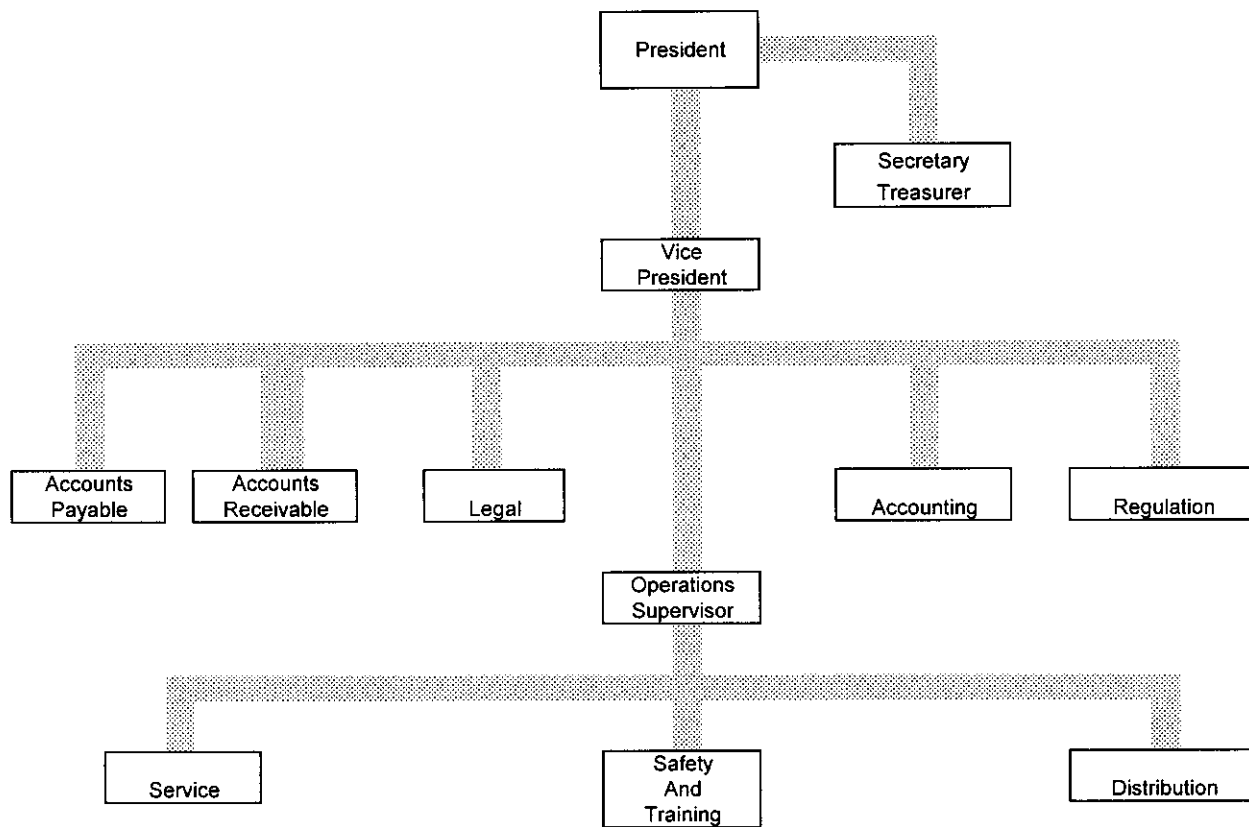 President
Secretary
Treasurer
Vice
President
Accounts
Payable
Accounts
Receivable
Legal
Accounting
Regulation
Operations
Supervisor
Service
Safety
And
Training
Distribution